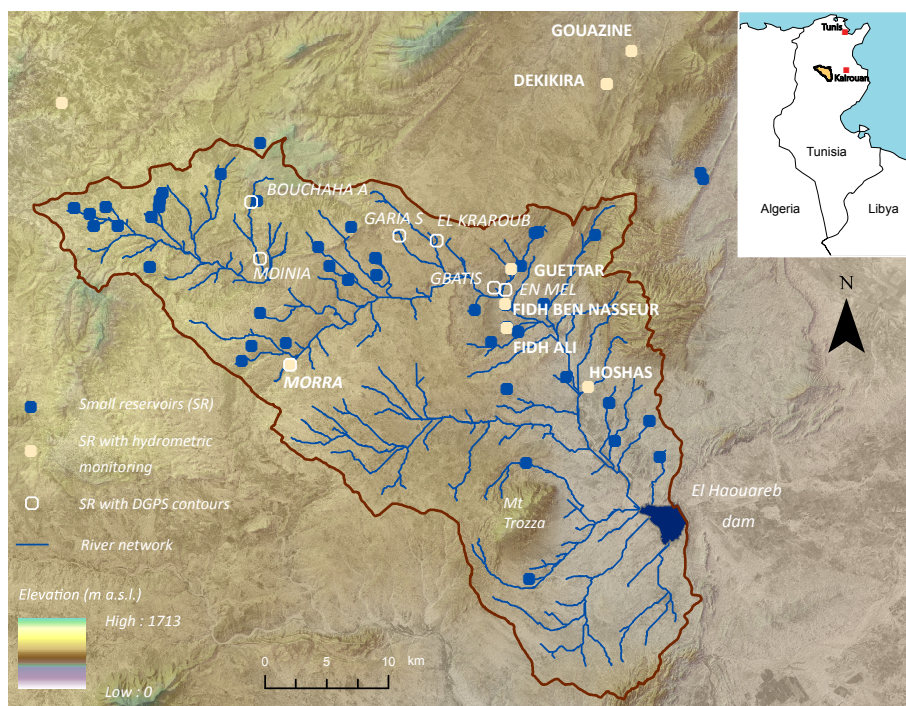 GOUAZINE
DEKIKIRA
Tunis
Kairouan
Tunisia
Algeria
Libya
BOUCHAHA A
GARIA S
EL KRAROUB
MOINIA
GBATIS
GUETTAR
EN MEL
FIDH BEN NASSEUR
FIDH ALI
MORRA
HOSHAS
N
Small reservoirs (SR)
SR with hydrometric
monitoring
SR with DGPS contours
River network
Mt
Trozza
El Haouareb
dam
Elevation (m a.s.l.)
High : 1713
Low : 0
0 5 10 km